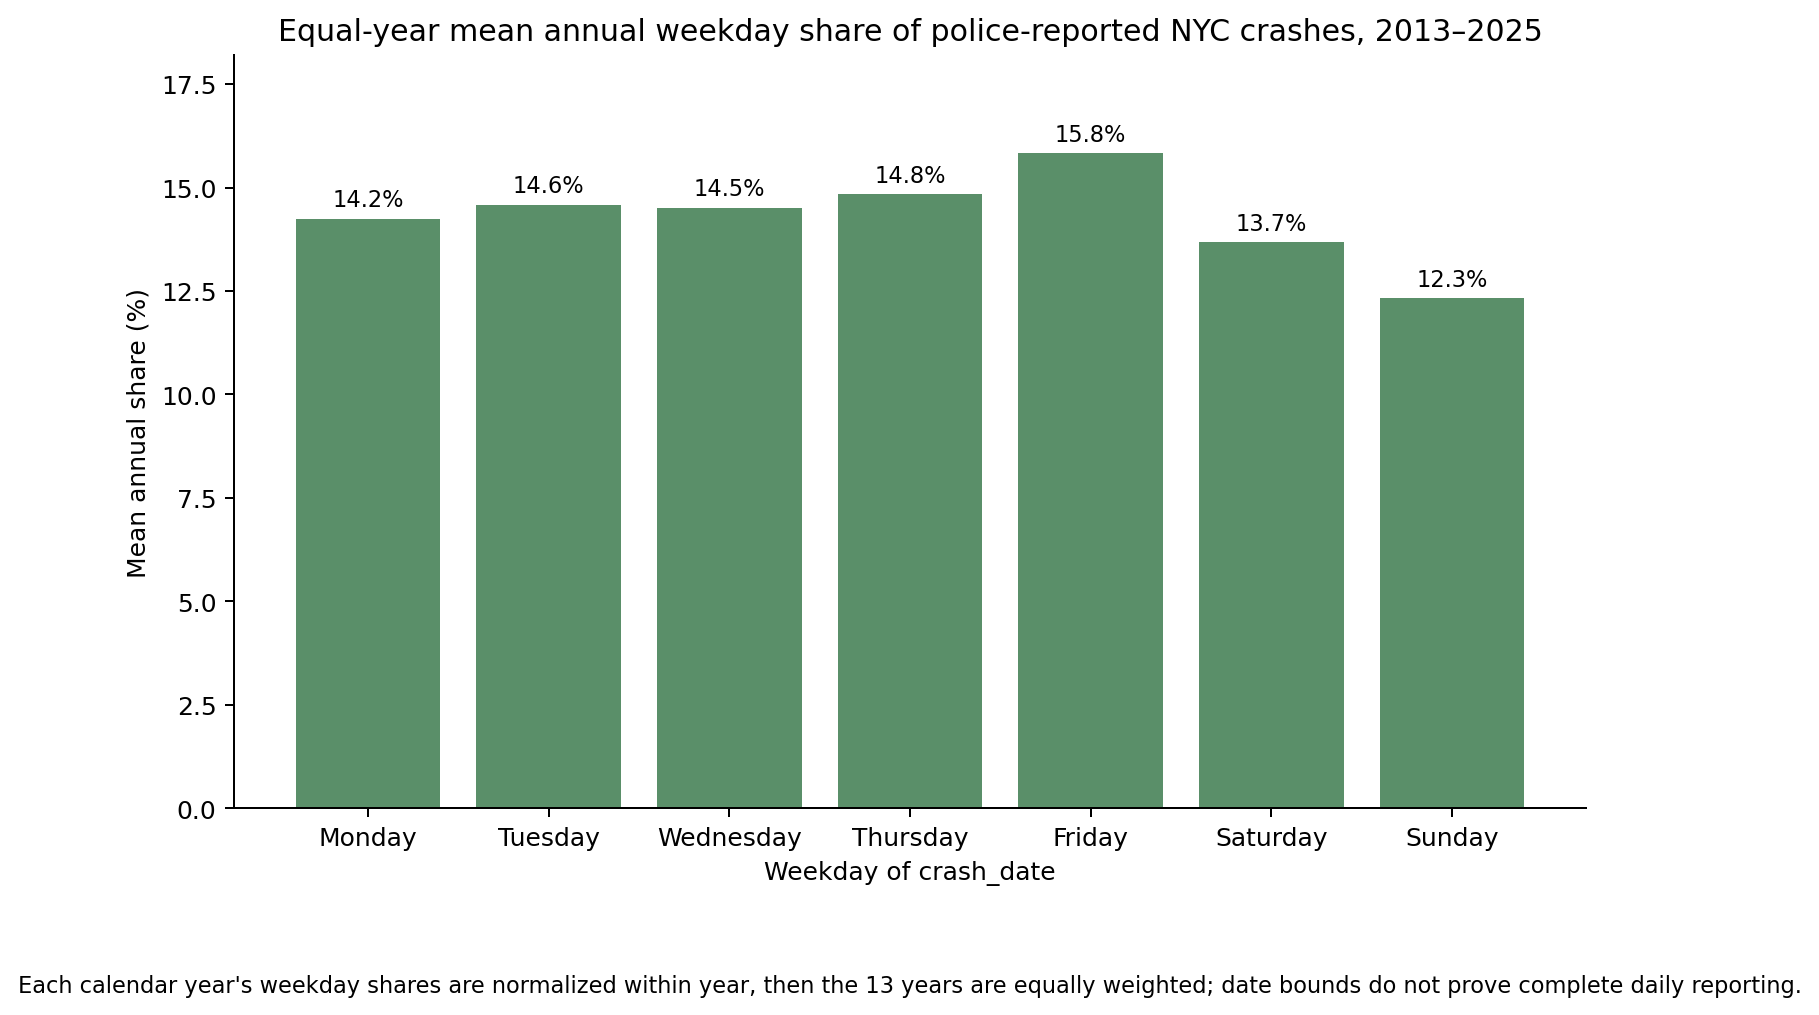 Equal-year mean annual weekday share of police-reported NYC crashes, 2013–2025
Mean annual share (%)
17.5
15.0
12.5
10.0
7.5
5.0
2.5
0.0
14.2%
14.6%
14.5%
14.8%
15.8%
13.7%
12.3%
Monday
Tuesday
Wednesday
Thursday
Friday
Saturday
Sunday
Weekday of crash_date
Each calendar year's weekday shares are normalized within year, then the 13 years are equally weighted; date bounds do not prove complete daily reporting.